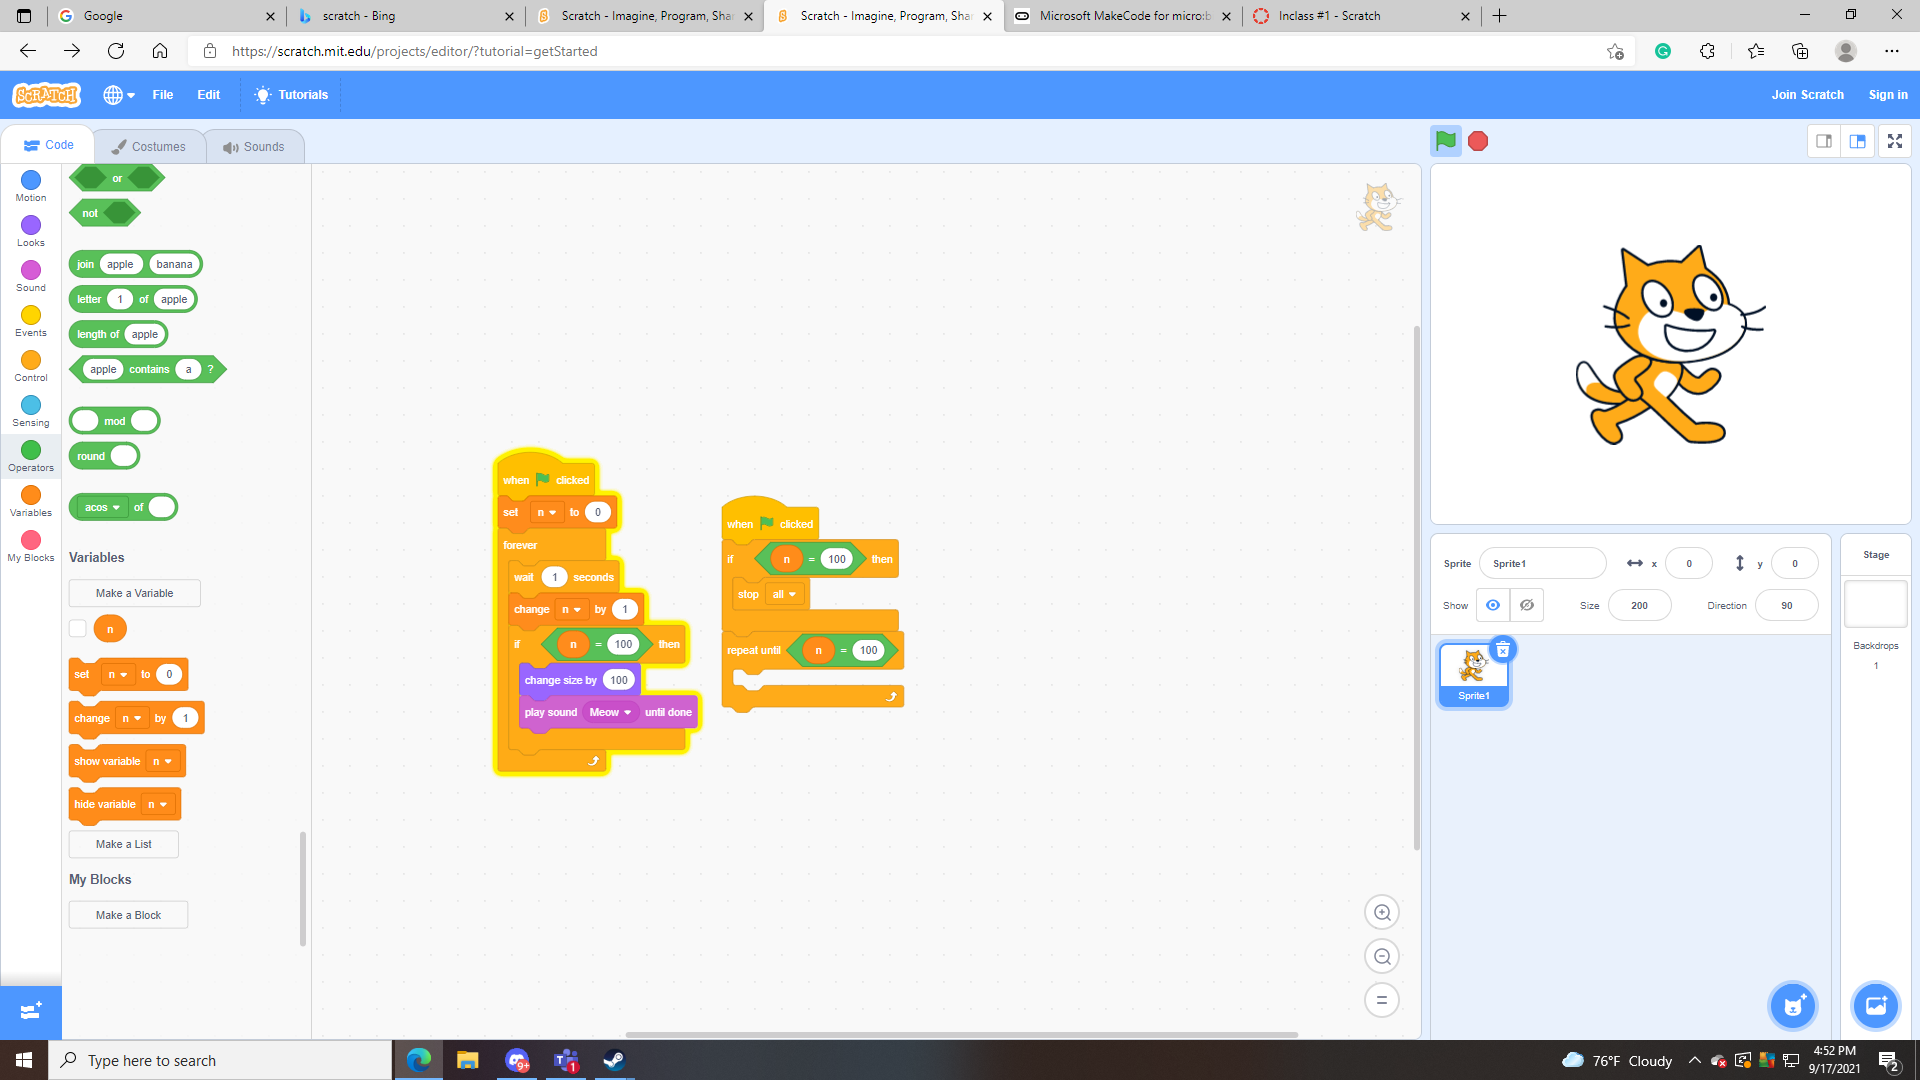 Google
scratch - Bing
Scratch - Imagine, Program, Shar
Scratch - Imagine, Program, Shar
Microsoft MakeCode for micro:b
Inclass #1 - Scratch
https://scratch.mit.edu/projects/editor/?tutorial=getStarted
SCRATCH
File
Edit
Tutorials
Join Scratch
Sign in
Code
Costumes
Sounds
Motion
Looks
Sound
Events
Control
Sensing
Operators
Variables
My Blocks
or
not
join apple banana
letter 1 of apple
length of apple
apple contains a ?
mod
round
acos of
Variables
Make a Variable
n
set n to 0
change n by 1
show variable n
hide variable n
Make a List
My Blocks
Make a Block
when clicked
set n to 0
forever
wait 1 seconds
change n by 1
if n = 100 then
change size by 100
play sound Meow until done
when clicked
if n = 100 then
stop all
repeat until n = 100
Sprite Sprite1 x 0 y 0
Show Size 200 Direction 90
Sprite1
Stage
Backdrops
1
Type here to search
9+
1
76°F Cloudy
4:52 PM
9/17/2021
2